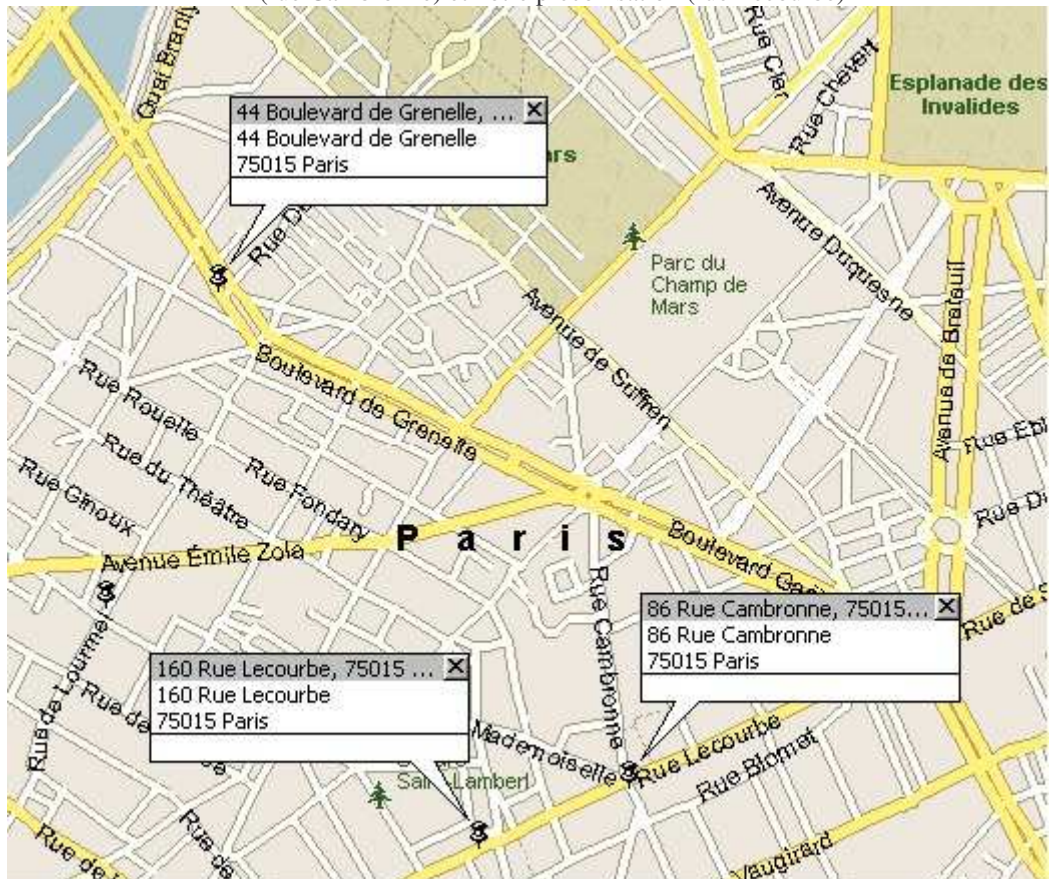 Quai Branly
Rue Cler
Rue Chevert
Esplanade des
Invalides
44 Boulevard de Grenelle, ...
44 Boulevard de Grenelle
75015 Paris
Avenue Duquesne
Parc du
Champ de
Mars
Avenue de Suffren
Avenue de Breteuil
Boulevard de Grenelle
Rue Rouelle
Rue du Théâtre
Rue Fondary
Rue Ginoux
Avenue Émile Zola
Paris
Boulevard
Rue Cambronne
86 Rue Cambronne, 75015...
86 Rue Cambronne
75015 Paris
160 Rue Lecourbe, 75015 ...
160 Rue Lecourbe
75015 Paris
Rue de Lourmel
Mademoiselle
Rue Lecourbe
Rue Blomet
Saint-Lambert
Vaugirard